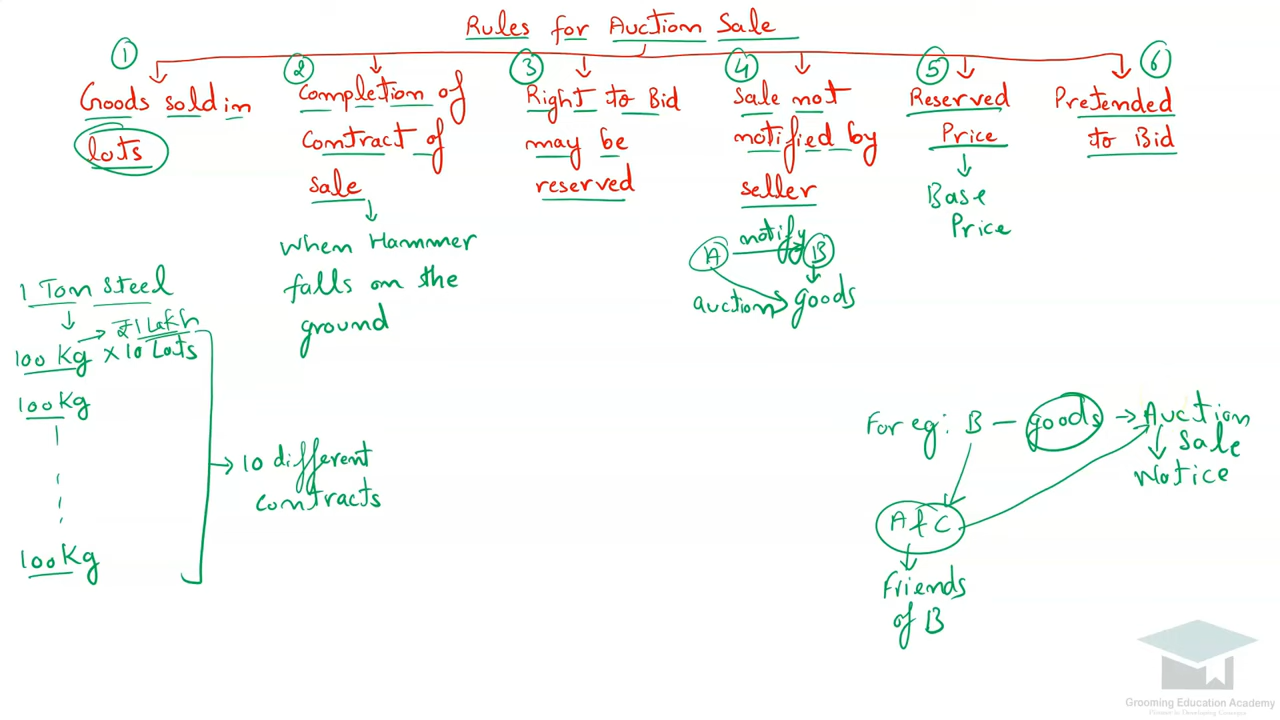 Rules for Auction Sale
1
Goods sold in
lots
2
Completion of
Contract of
sale
when Hammer
falls on the
ground
3
Right to Bid
may be
reserved
4
Sale not
notified by
seller
A notify B
auction goods
5
Reserved
Price
Base
Price
6
Pretended
to Bid
1 Ton Steel
₹1 Lakh
100 Kg × 10 Lots
100 Kg
100 Kg
10 different
contracts
For eg: B – goods → Auction
Sale
Notice
A & C
Friends
of B
Grooming Education Academy